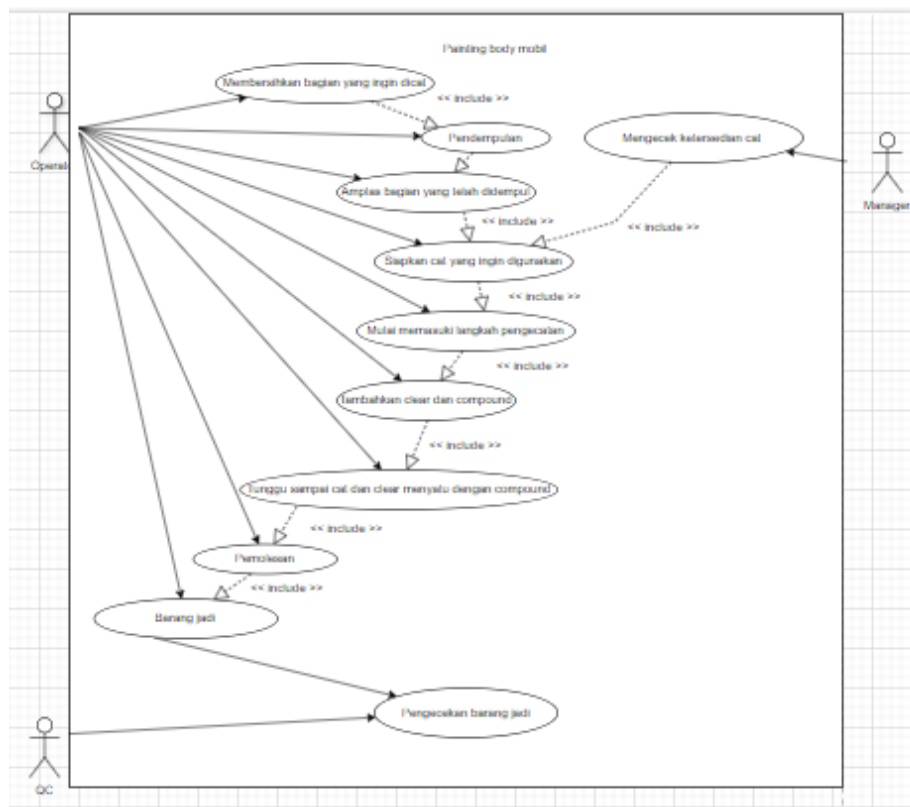 Painting body mobil
Membersihkan bagian yang ingin dicat
<< include >>
Pendempulan
Mengecek ketersedian cat
Operat
Manager
Amplas bagian yang telah didempul
<< include >>
<< include >>
Siapkan cat yang ingin digunakan
<< include >>
Mulai memasuki langkah pengecatan
<< include >>
Tambahkan clear dan compound
<< include >>
Tunggu sampai cat dan clear menyatu dengan compound
<< include >>
Pemolesan
<< include >>
Barang jadi
Pengecekan barang jadi
QC